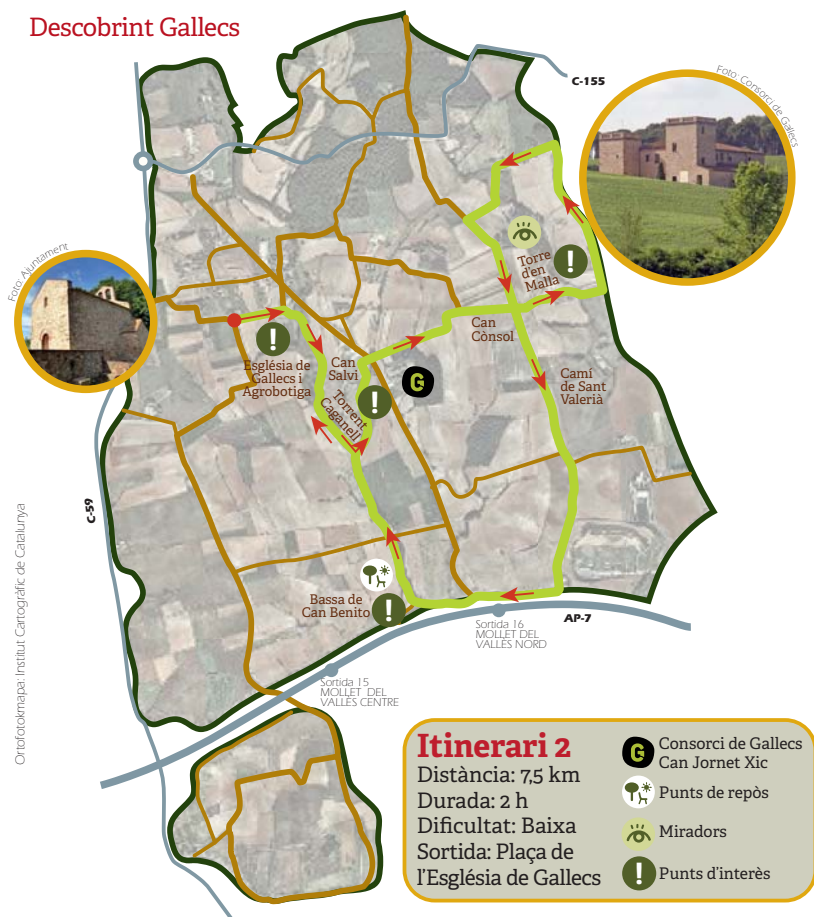 Descobrint Gallecs
C-155
Foto: Consorci de Gallecs
Foto: Ajuntament
Torre
d'en
Malla
Can
Cònsol
Església de
Gallecs i
Agrobotiga
Can
Salvi
Torrent
Caganell
G
Camí
de Sant
Valerià
C-59
Ortofotokmapa: Institut Cartogràfic de Catalunya
Bassa de
Can Benito
AP-7
Sortida 16
MOLLET DEL
VALLÈS NORD
Sortida 15
MOLLET DEL
VALLÈS CENTRE
Itinerari 2
Distància: 7,5 km
Durada: 2 h
Dificultat: Baixa
Sortida: Plaça de
l'Església de Gallecs
G
Consorci de Gallecs
Can Jornet Xic
Punts de repòs
Miradors
Punts d'interès